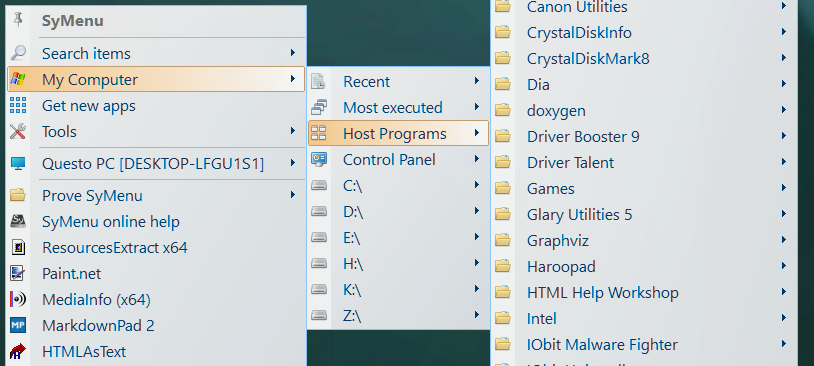 SyMenu
Search items
My Computer
Get new apps
Tools
Questo PC [DESKTOP-LFGU1S1]
Prove SyMenu
SyMenu online help
ResourcesExtract x64
Paint.net
MediaInfo (x64)
MarkdownPad 2
HTMLAsText
Recent
Most executed
Host Programs
Control Panel
C:\
D:\
E:\
H:\
K:\
Z:\
Canon Utilities
CrystalDiskInfo
CrystalDiskMark8
Dia
doxygen
Driver Booster 9
Driver Talent
Games
Glary Utilities 5
Graphviz
Haroopad
HTML Help Workshop
Intel
IObit Malware Fighter